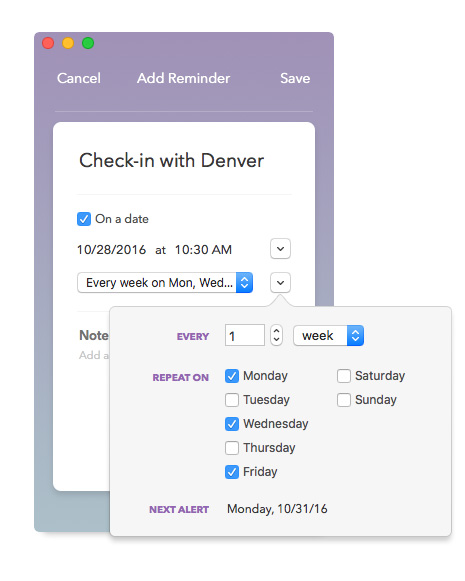 Cancel Add Reminder Save
Check-in with Denver
On a date
10/28/2016 at 10:30 AM
Every week on Mon, Wed...
Note
Add a
EVERY 1 week
REPEAT ON Monday Saturday
Tuesday Sunday
Wednesday
Thursday
Friday
NEXT ALERT Monday, 10/31/16